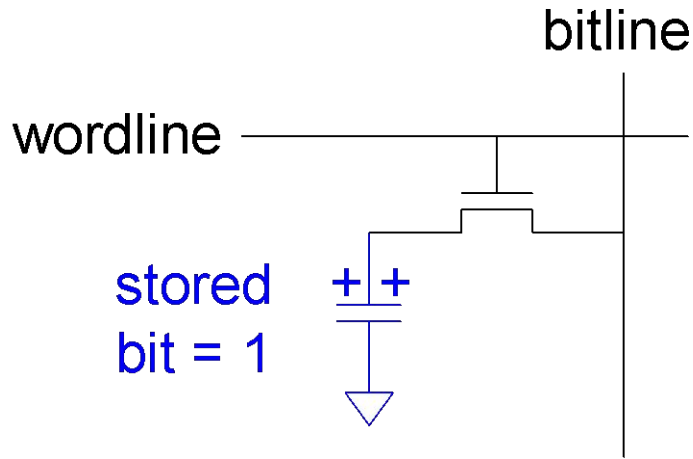 bitline
wordline
stored + +
bit = 1